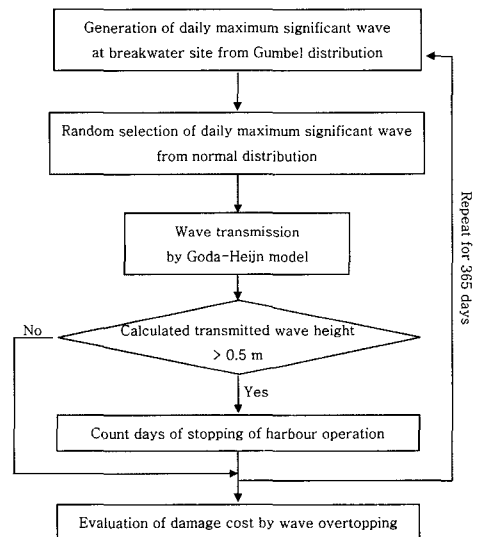 Generation of daily maximum significant wave
at breakwater site from Gumbel distribution
Random selection of daily maximum significant wave
from normal distribution
Wave transmission
by Goda-Heijn model
Calculated transmitted wave height
> 0.5 m
No
Yes
Count days of stopping of harbour operation
Repeat for 365 days
Evaluation of damage cost by wave overtopping